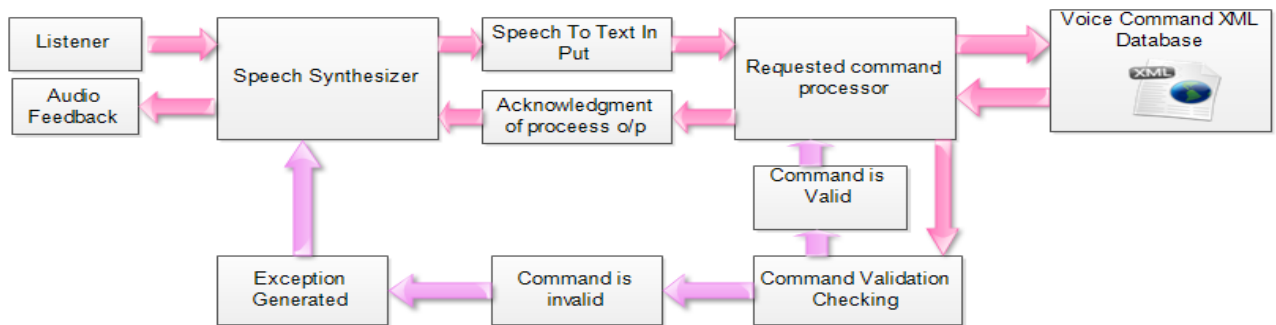 Listener
Audio
Feedback
Speech Synthesizer
Speech To Text In
Put
Acknowledgment
of proceess o/p
Requested command
processor
Voice Command XML
Database
XML
Command is
Valid
Exception
Generated
Command is
invalid
Command Validation
Checking